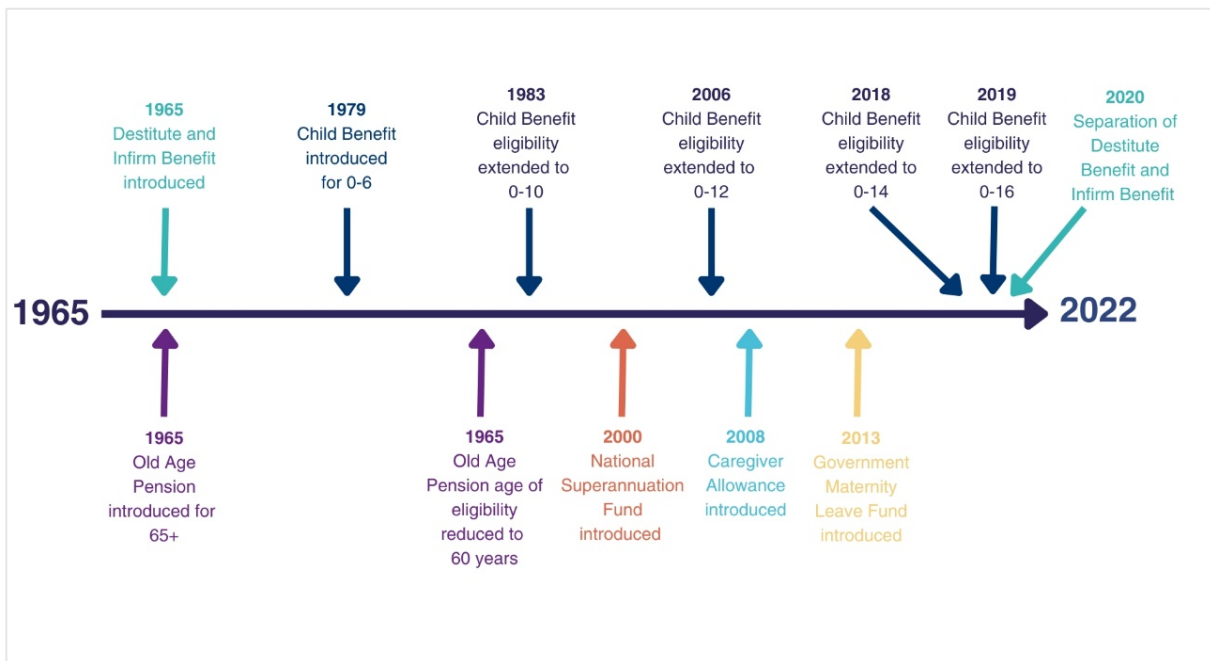 1965
Destitute and
Infirm Benefit
introduced
1979
Child Benefit
introduced
for 0-6
1983
Child Benefit
eligibility
extended to
0-10
2006
Child Benefit
eligibility
extended to
0-12
2018
Child Benefit
eligibility
extended to
0-14
2019
Child Benefit
eligibility
extended to
0-16
2020
Separation of
Destitute
Benefit and
Infirm Benefit
1965
2022
1965
Old Age
Pension
introduced for
65+
1965
Old Age
Pension age of
eligibility
reduced to
60 years
2000
National
Superannuation
Fund
introduced
2008
Caregiver
Allowance
introduced
2013
Government
Maternity
Leave Fund
introduced